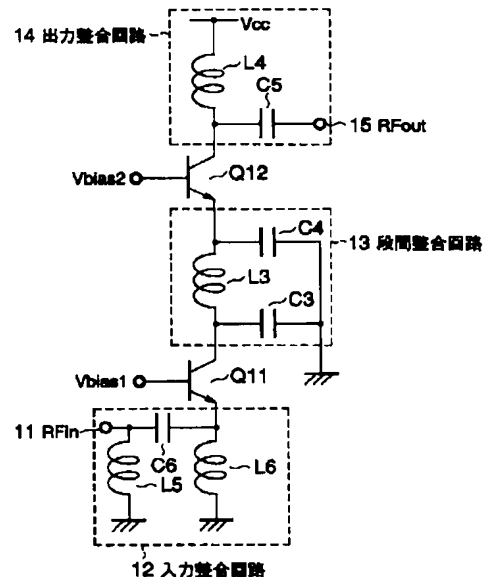 Vcc
14 出力整合回路
L4
C5
15 RFout
Vbias2
Q12
C4
13 段間整合回路
L3
C3
Vbias1
Q11
11 RFin
C6
L5
L6
12 入力整合回路